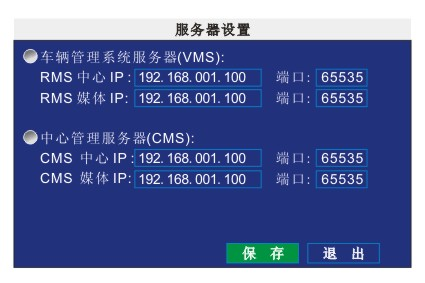 服务器设置
车辆管理系统服务器(VMS):
RMS 中心 IP: 192.168.001.100 端口: 65535
RMS 媒体 IP: 192.168.001.100 端口: 65535
中心管理服务器(CMS):
CMS 中心 IP: 192.168.001.100 端口: 65535
CMS 媒体 IP: 192.168.001.100 端口: 65535
保 存 退 出